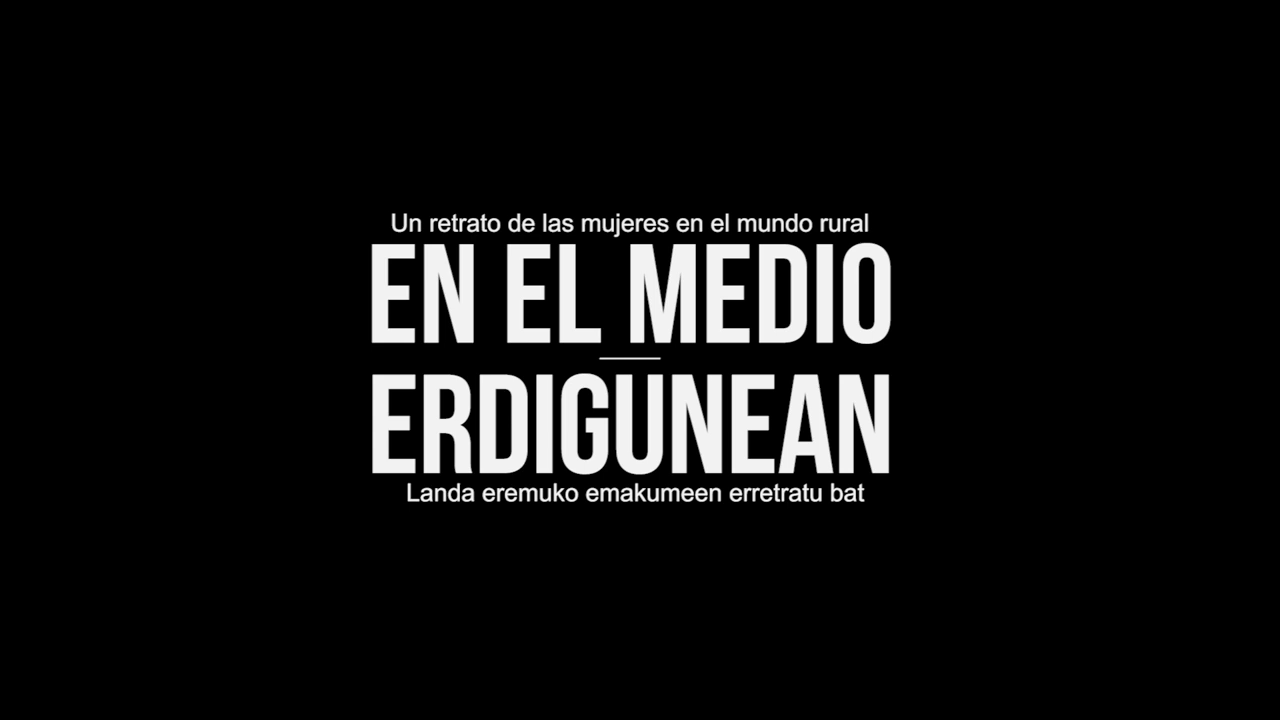 Un retrato de las mujeres en el mundo rural
EN EL MEDIO
ERDIGUNEAN
Landa eremuko emakumeen erretratu bat